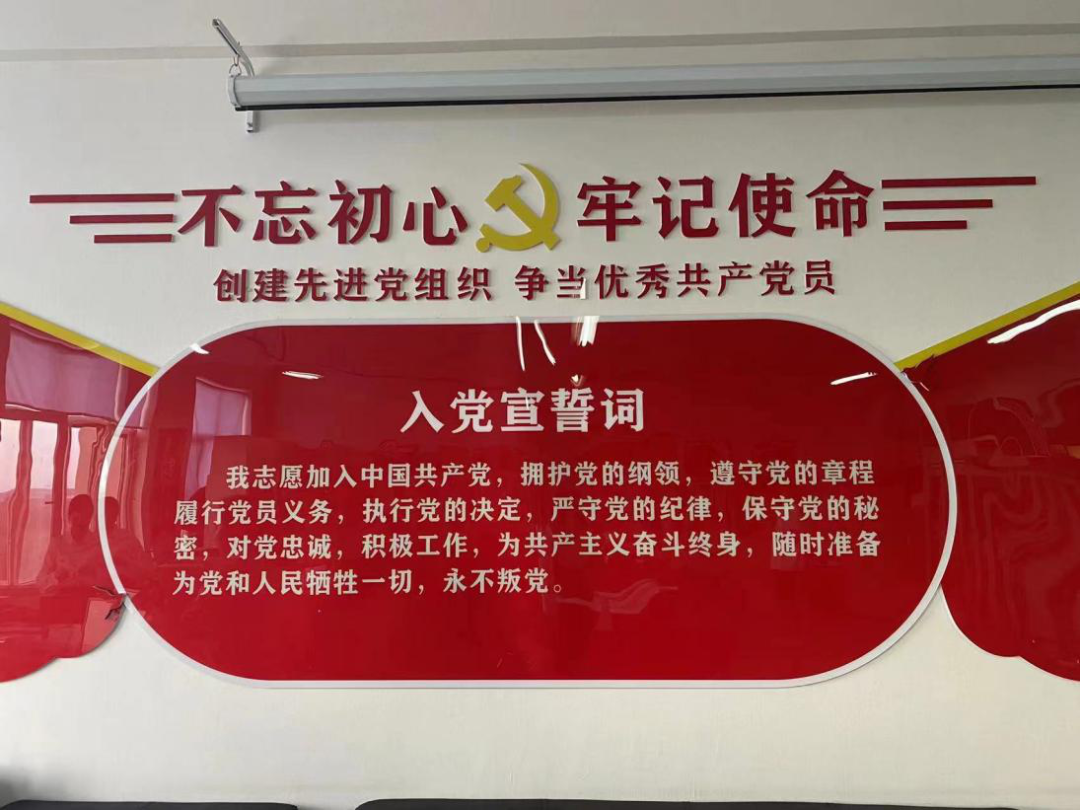 不忘初心 牢记使命
创建先进党组织 争当优秀共产党员
入党宣誓词
我志愿加入中国共产党，拥护党的纲领，遵守党的章程
履行党员义务，执行党的决定，严守党的纪律，保守党的秘
密，对党忠诚，积极工作，为共产主义奋斗终身，随时准备
为党和人民牺牲一切，永不叛党。